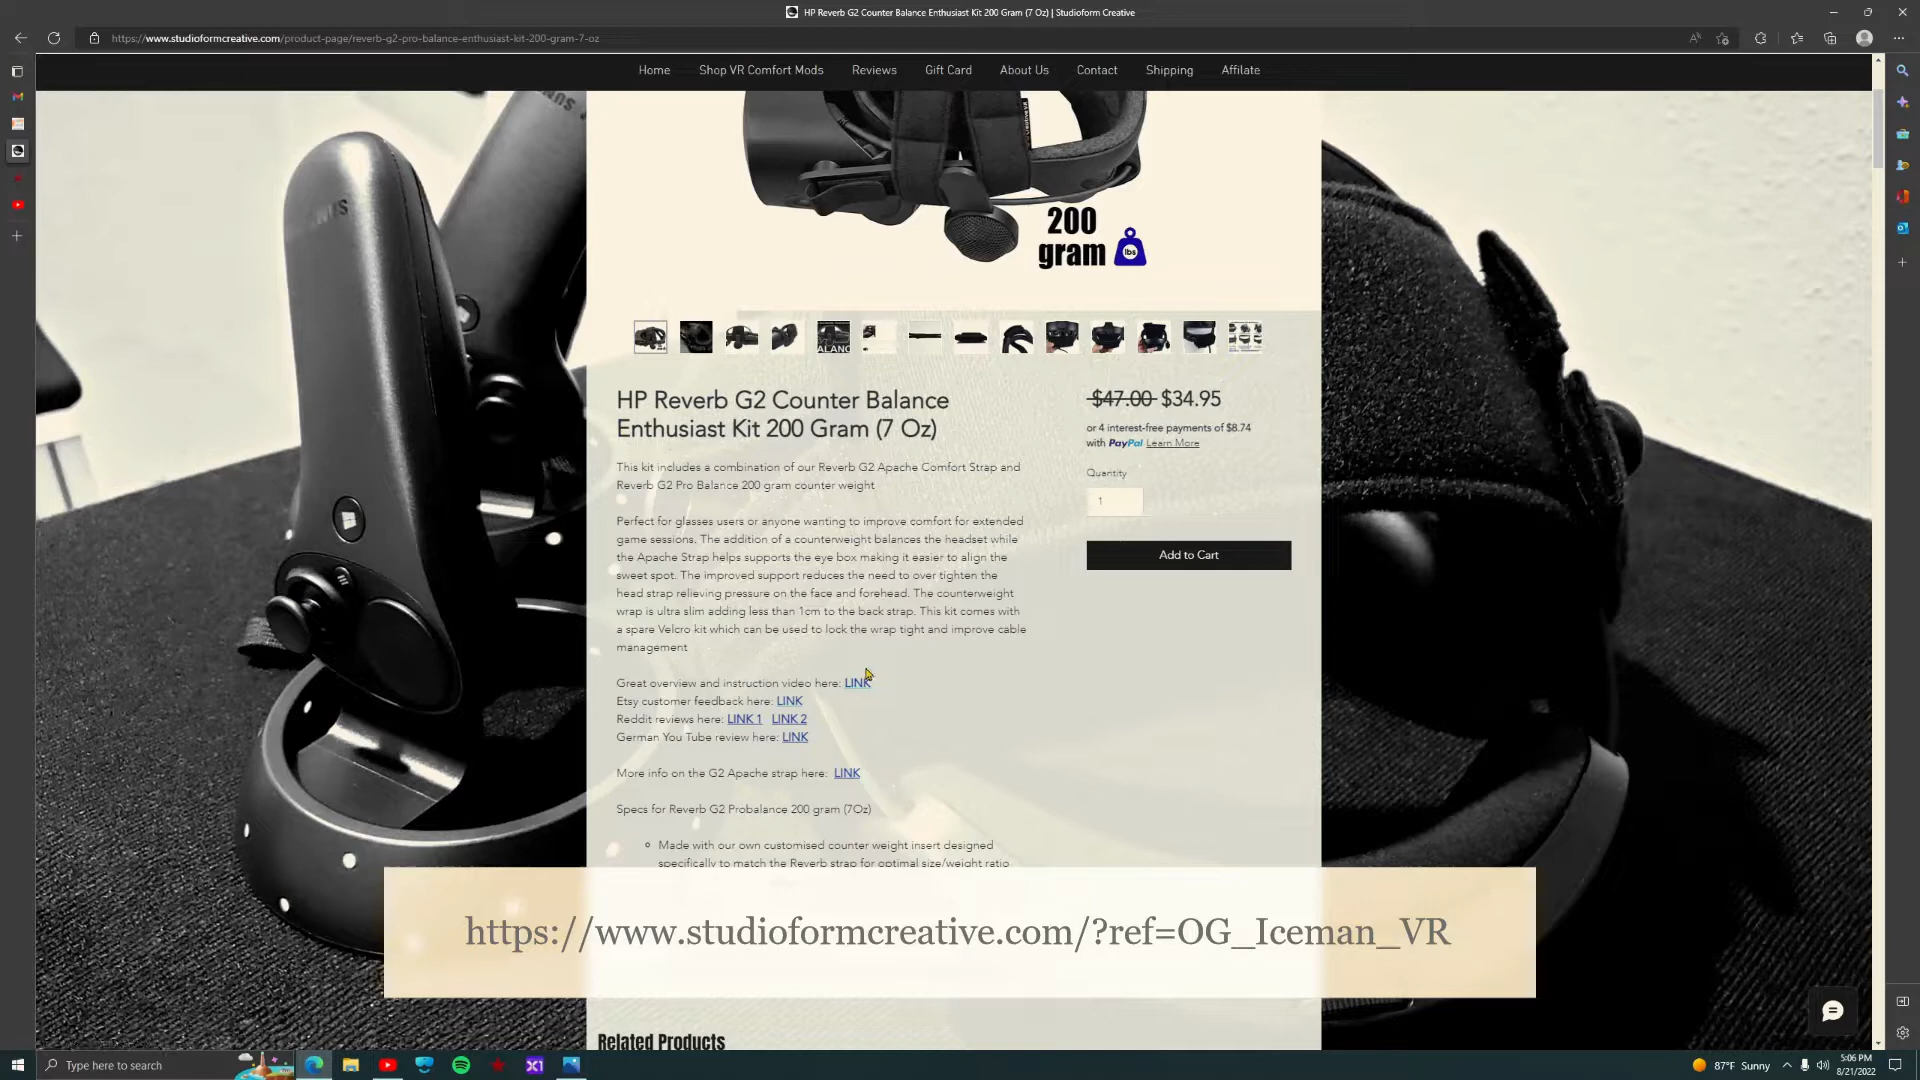 HP Reverb G2 Counter Balance Enthusiast Kit 200 Gram (7 Oz) | Studioform Creative
https://www.studioformcreative.com/product-page/reverb-g2-pro-balance-enthusiast-kit-200-gram-7-oz
Home Shop VR Comfort Mods Reviews Gift Card About Us Contact Shipping Affilate
200
gram
lbs
HP Reverb G2 Counter Balance
Enthusiast Kit 200 Gram (7 Oz)
$47.00 $34.95
or 4 interest-free payments of $8.74
with PayPal Learn More
Quantity
1
Add to Cart
This kit includes a combination of our Reverb G2 Apache Comfort Strap and
Reverb G2 Pro Balance 200 gram counter weight
Perfect for glasses users or anyone wanting to improve comfort for extended
game sessions. The addition of a counterweight balances the headset while
the Apache Strap helps supports the eye box making it easier to align the
sweet spot. The improved support reduces the need to over tighten the
head strap relieving pressure on the face and forehead. The counterweight
wrap is ultra slim adding less than 1cm to the back strap. This kit comes with
a spare Velcro kit which can be used to lock the wrap tight and improve cable
management
Great overview and instruction video here: LINK
Etsy customer feedback here: LINK
Reddit reviews here: LINK 1 LINK 2
German You Tube review here: LINK
More info on the G2 Apache strap here: LINK
Specs for Reverb G2 Probalance 200 gram (7Oz)
Made with our own customised counter weight insert designed
specifically to match the Reverb strap for optimal size/weight ratio
https://www.studioformcreative.com/?ref=OG_Iceman_VR
Related Products
Type here to search
X1
87°F Sunny
5:06 PM
8/21/2022